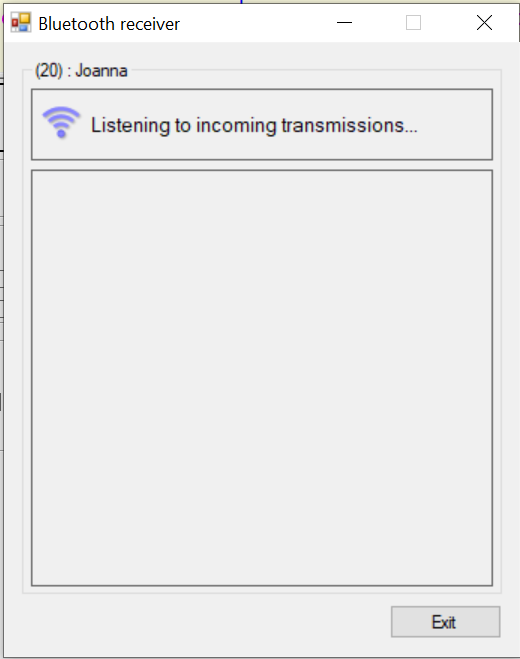 Bluetooth receiver
(20) : Joanna
Listening to incoming transmissions...
Exit